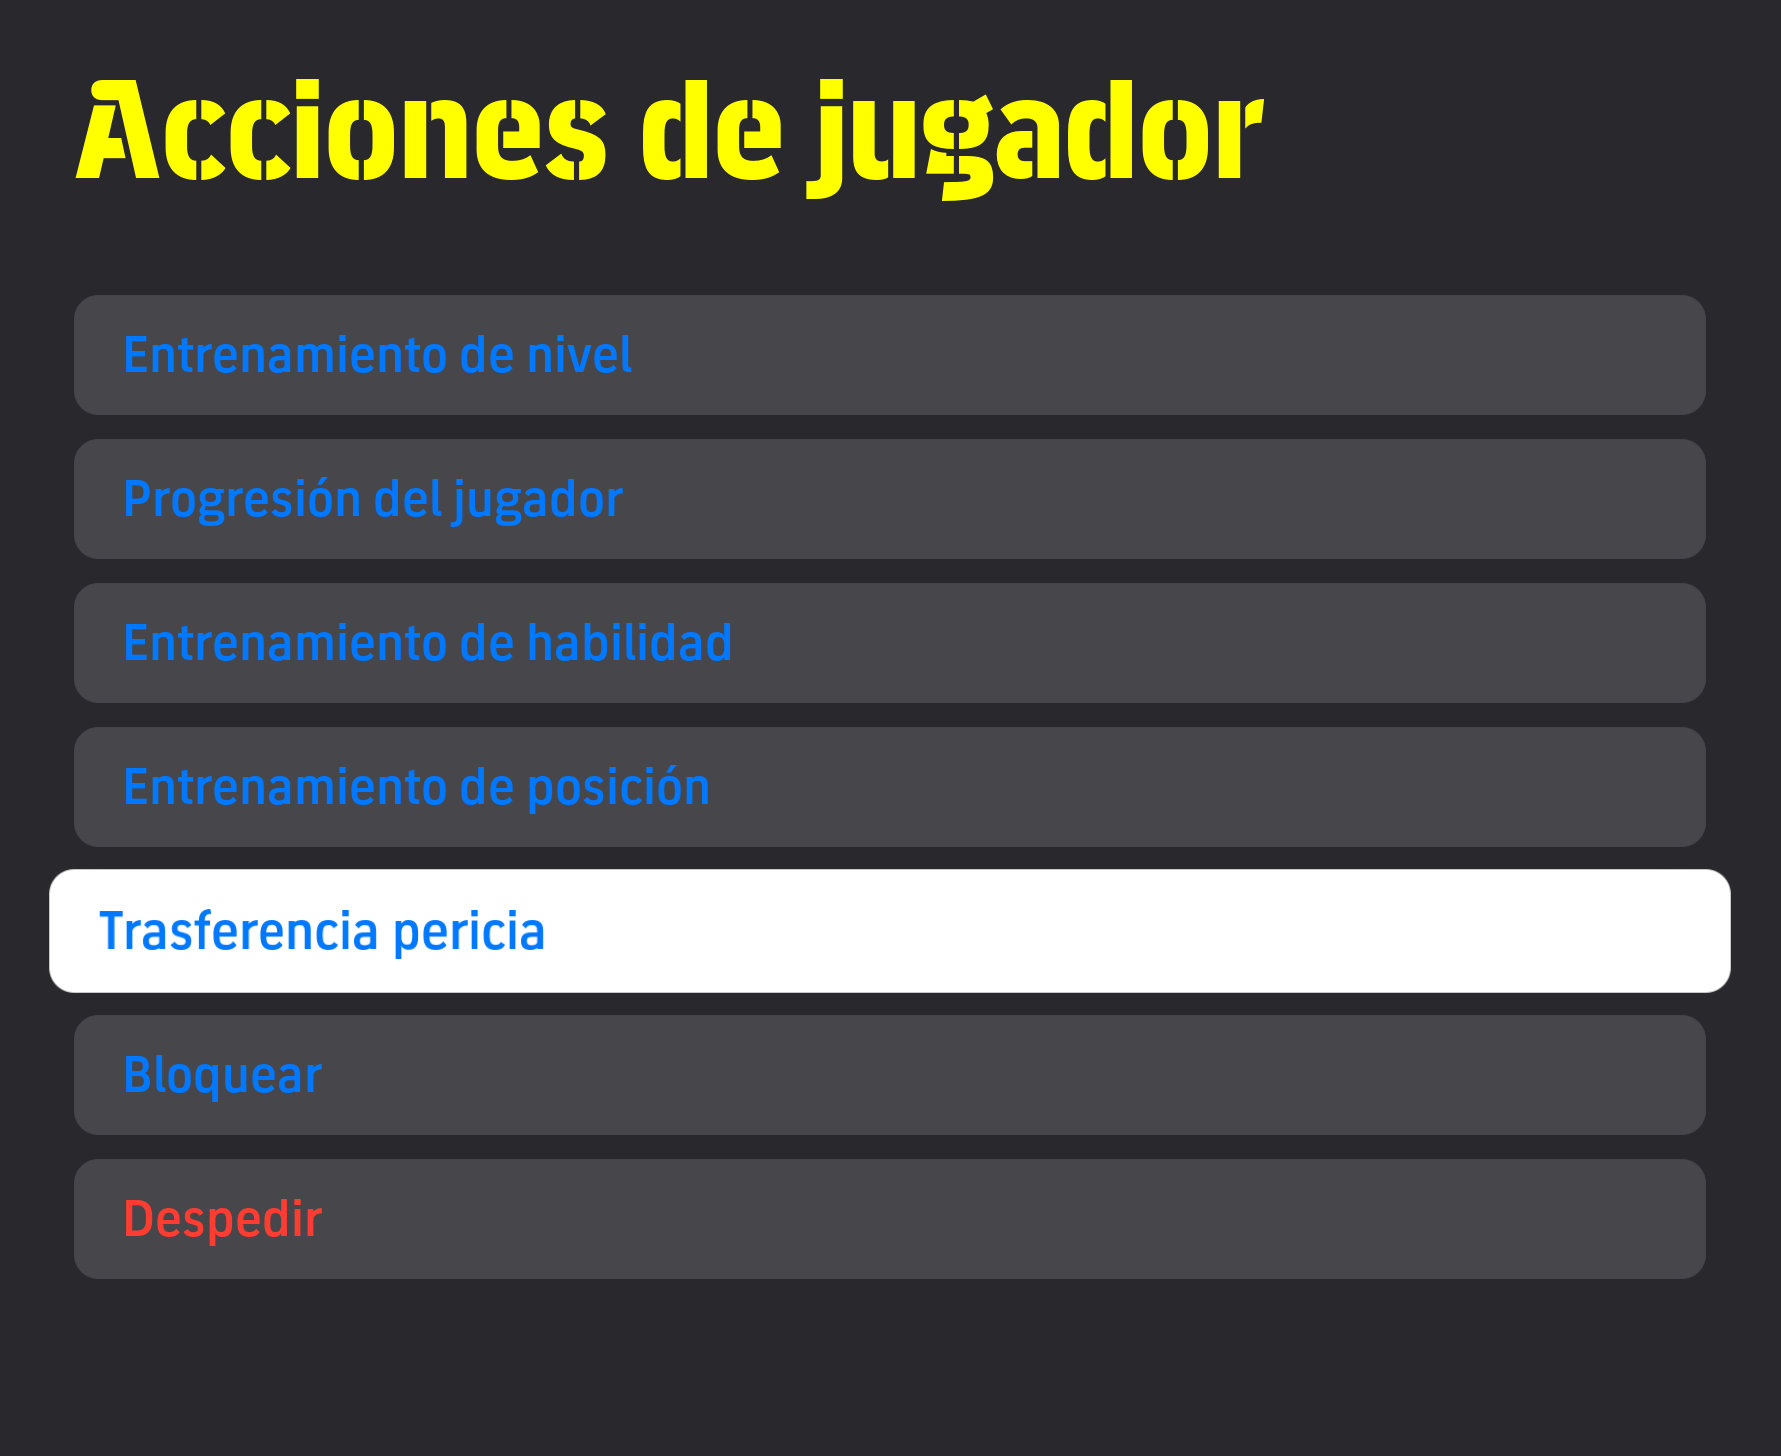 Acciones de jugador
Entrenamiento de nivel
Progresión del jugador
Entrenamiento de habilidad
Entrenamiento de posición
Trasferencia pericia
Bloquear
Despedir